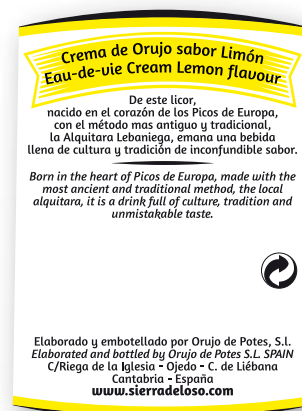 Crema de Orujo sabor Limón
Eau-de-vie Cream Lemon flavour
De este licor,
nacido en el corazón de los Picos de Europa,
con el método mas antiguo y tradicional,
la Alquitara Lebaniega, emana una bebida
llena de cultura y tradición de inconfundible sabor.
Born in the heart of Picos de Europa, made with the
most ancient and traditional method, the local
alquitara, it is a drink full of culture, tradition and
unmistakable taste.
Elaborado y embotellado por Orujo de Potes, S.L.
Elaborated and bottled by Orujo de Potes S.L. SPAIN
C/Riega de la Iglesia - Ojedo - C. de Liébana
Cantabria - España
www.sierradeloso.com